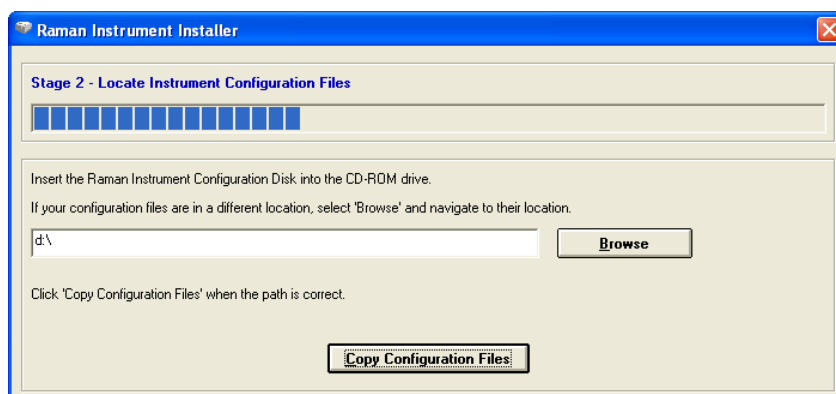 Raman Instrument Installer
Stage 2 - Locate Instrument Configuration Files
Insert the Raman Instrument Configuration Disk into the CD-ROM drive.
If your configuration files are in a different location, select 'Browse' and navigate to their location.
d:\
Browse
Click 'Copy Configuration Files' when the path is correct.
Copy Configuration Files